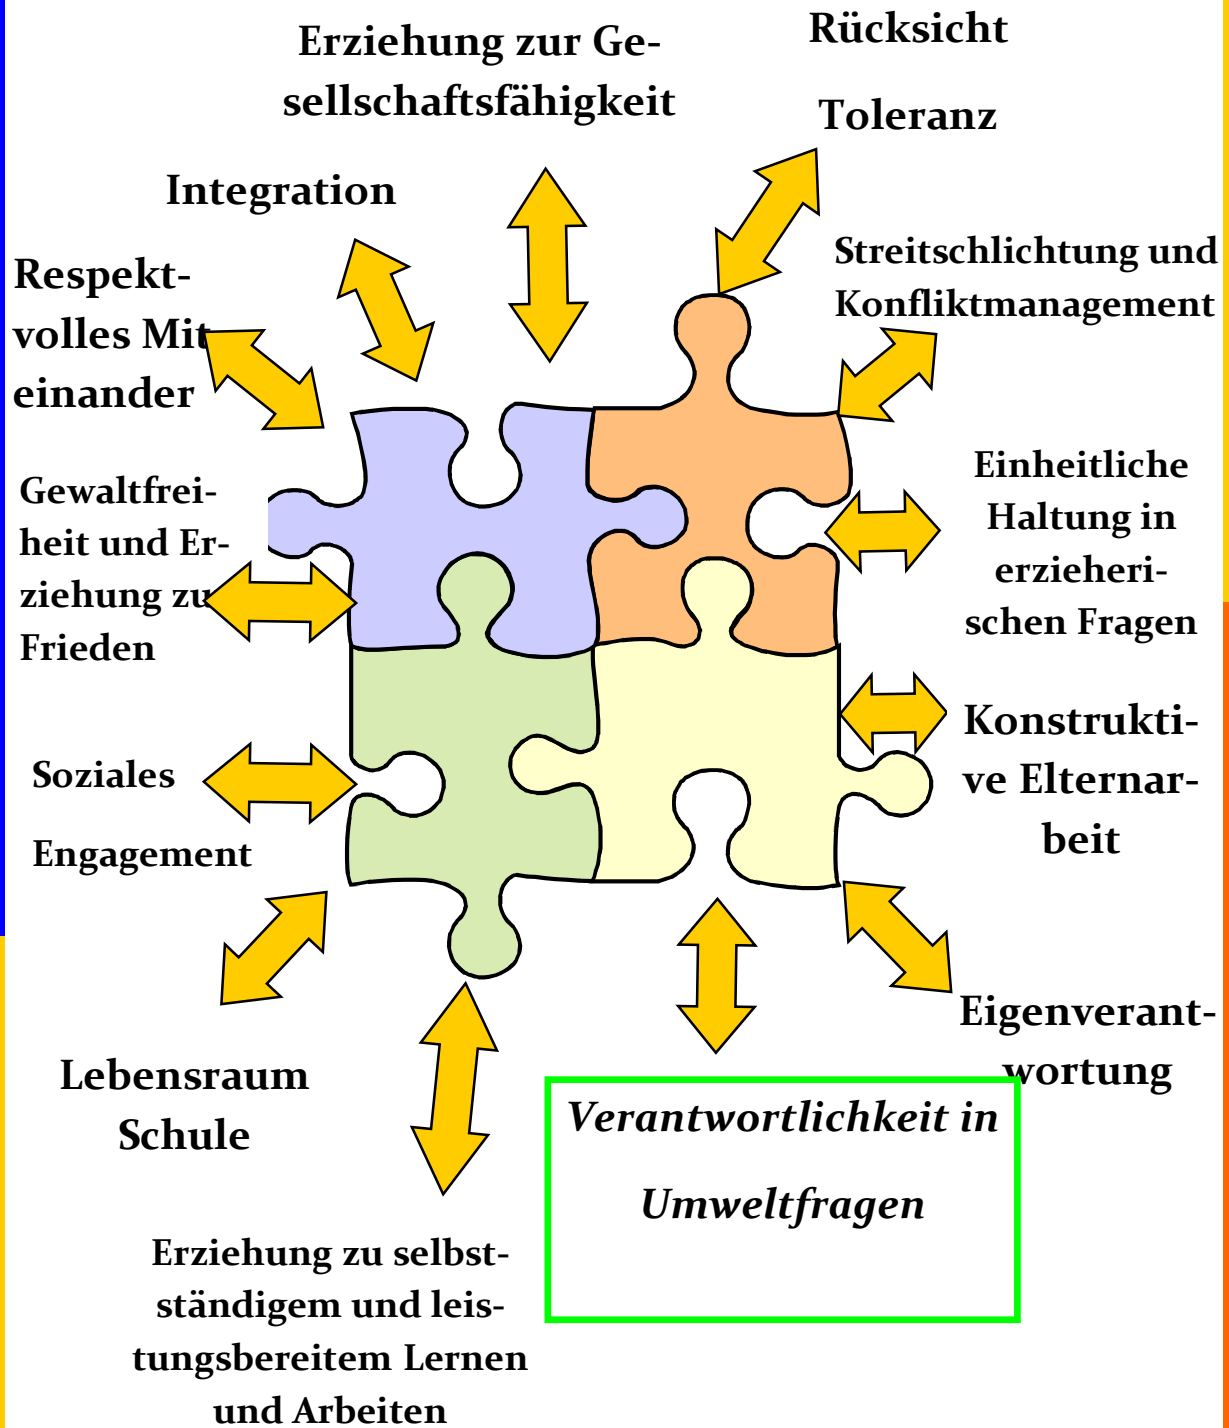 Erziehung zur Ge-
sellschaftsfähigkeit
Rücksicht
Toleranz
Integration
Streitschlichtung und
Konfliktmanagement
Respekt-
volles Mit
einander
Einheitliche
Haltung in
erzieheri-
schen Fragen
Gewaltfrei-
heit und Er-
ziehung zu
Frieden
Konstrukti-
ve Elternar-
beit
Soziales
Engagement
Eigenverant-
wortung
Lebensraum
Schule
Verantwortlichkeit in
Umweltfragen
Erziehung zu selbst-
ständigem und leis-
tungsbereitem Lernen
und Arbeiten